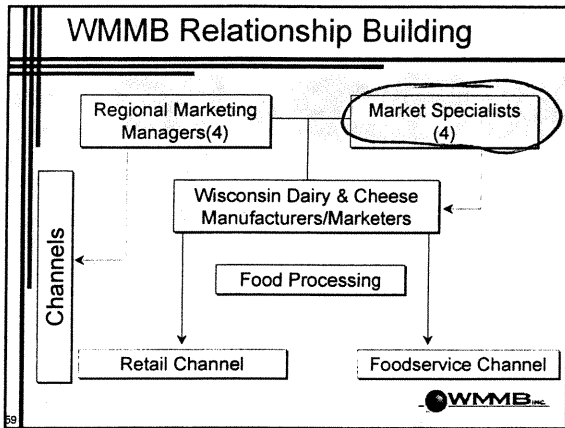 WMMB Relationship Building
Regional Marketing
Managers(4)
Market Specialists
(4)
Wisconsin Dairy & Cheese
Manufacturers/Marketers
Channels
Food Processing
Retail Channel
Foodservice Channel
WMMB INC.
59